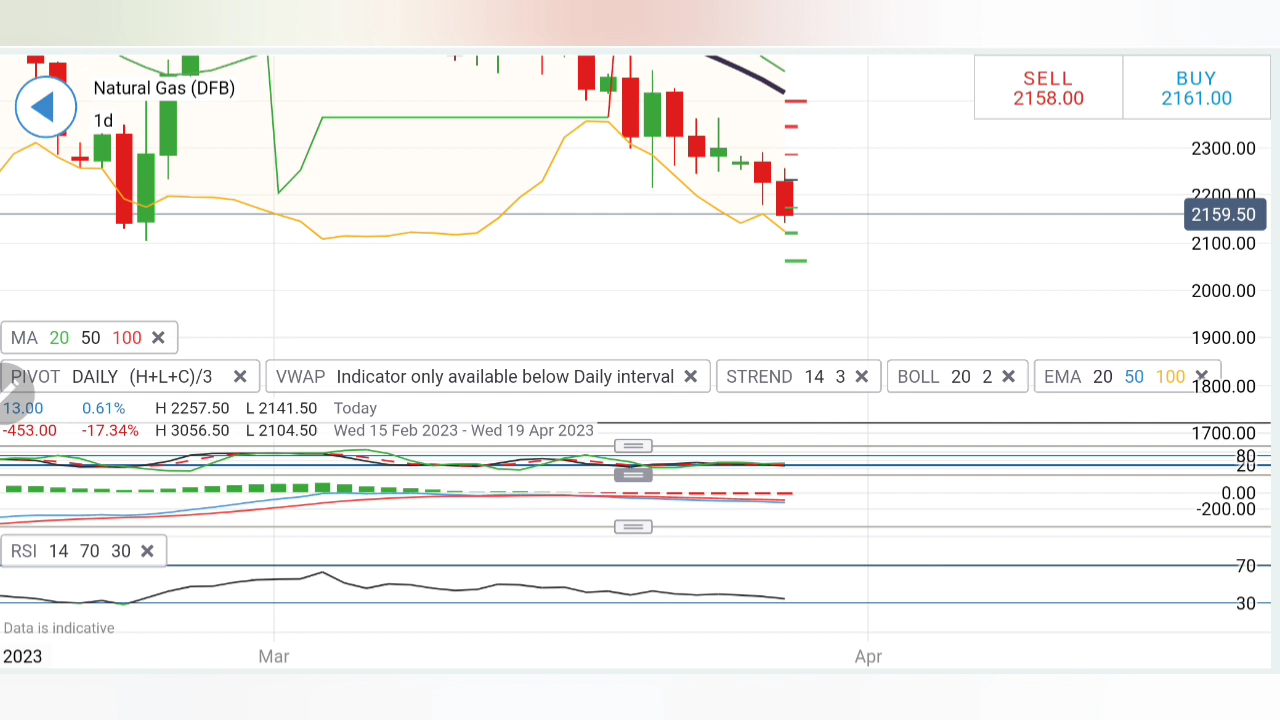 Natural Gas (DFB)
1d
SELL
2158.00
BUY
2161.00
2300.00
2200.00
2159.50
2100.00
2000.00
1900.00
MA 20 50 100
PIVOT DAILY (H+L+C)/3
VWAP Indicator only available below Daily interval
STREND 14 3
BOLL 20 2
EMA 20 50 100
1800.00
13.00 0.61% H 2257.50 L 2141.50 Today
-453.00 -17.34% H 3056.50 L 2104.50 Wed 15 Feb 2023 - Wed 19 Apr 2023
1700.00
80
20
0.00
-200.00
RSI 14 70 30
70
30
Data is indicative
2023 Mar Apr